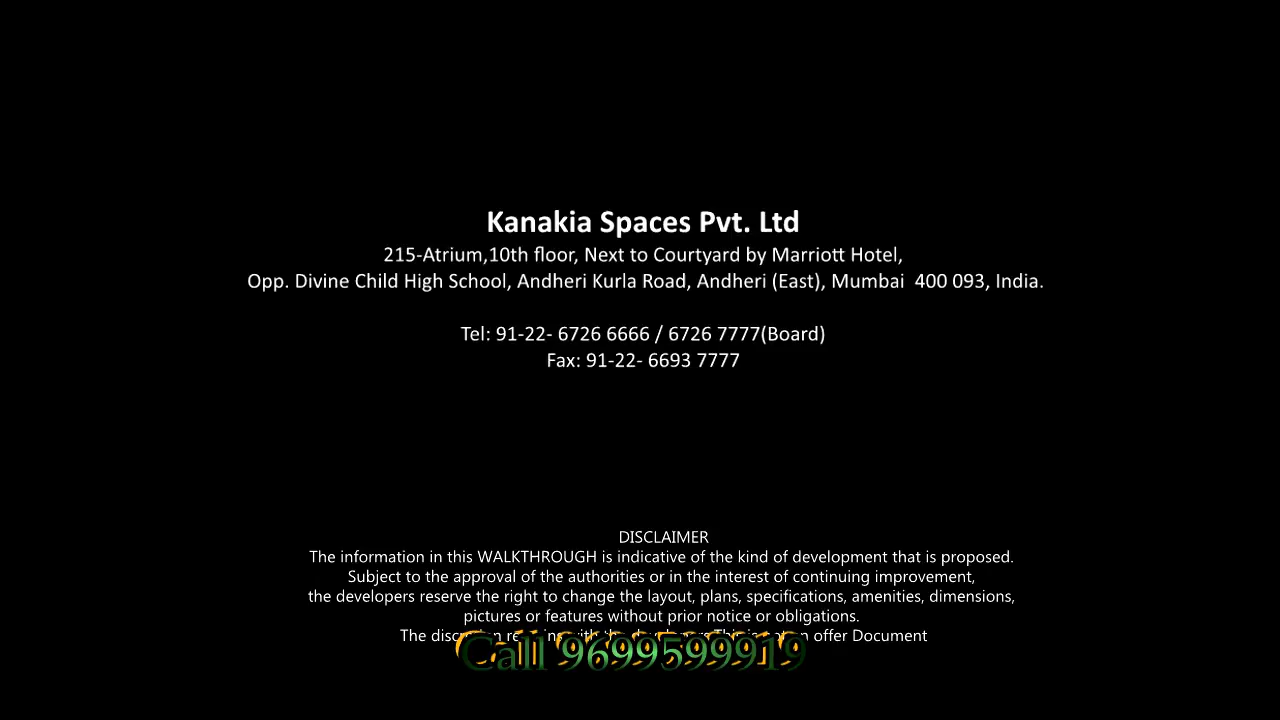 Kanakia Spaces Pvt. Ltd
215-Atrium,10th floor, Next to Courtyard by Marriott Hotel,
Opp. Divine Child High School, Andheri Kurla Road, Andheri (East), Mumbai  400 093, India.
Tel: 91-22- 6726 6666 / 6726 7777(Board)
Fax: 91-22- 6693 7777
DISCLAIMER
The information in this WALKTHROUGH is indicative of the kind of development that is proposed.
Subject to the approval of the authorities or in the interest of continuing improvement,
the developers reserve the right to change the layout, plans, specifications, amenities, dimensions,
pictures or features without prior notice or obligations.
The with the developers This is offer Document
Call 9699599919